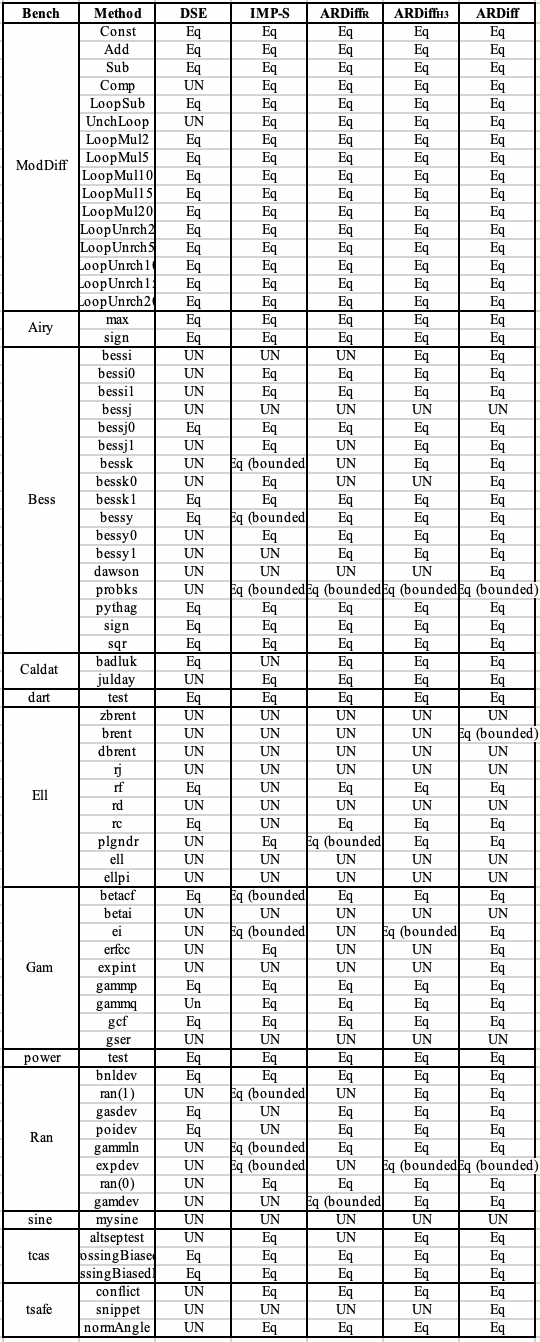 Bench Method DSE IMP-S ARDiffR ARDiffH3 ARDiff
Const Eq Eq Eq Eq Eq
Add Eq Eq Eq Eq Eq
Sub Eq Eq Eq Eq Eq
Comp UN Eq Eq Eq Eq
LoopSub Eq Eq Eq Eq Eq
UnchLoop UN Eq Eq Eq Eq
LoopMul2 Eq Eq Eq Eq Eq
LoopMul5 Eq Eq Eq Eq Eq
ModDiff LoopMul10 Eq Eq Eq Eq Eq
LoopMul15 Eq Eq Eq Eq Eq
LoopMul20 Eq Eq Eq Eq Eq
LoopUnrch2 Eq Eq Eq Eq Eq
LoopUnrch5 Eq Eq Eq Eq Eq
LoopUnrch1 Eq Eq Eq Eq Eq
LoopUnrch1 Eq Eq Eq Eq Eq
LoopUnrch2 Eq Eq Eq Eq Eq
Airy max Eq Eq Eq Eq Eq
sign Eq Eq Eq Eq Eq
bessi UN UN UN Eq Eq
bessi0 UN Eq Eq Eq Eq
bessi1 UN Eq Eq Eq Eq
bessj UN UN UN UN UN
bessj0 Eq Eq Eq Eq Eq
bessj1 UN Eq UN Eq Eq
bessk UN Eq (bounded UN Eq Eq
bessk0 UN Eq UN UN Eq
Bess bessk1 Eq Eq Eq Eq Eq
bessy Eq Eq (bounded Eq Eq Eq
bessy0 UN Eq Eq Eq Eq
bessy1 UN UN Eq Eq Eq
dawson UN UN UN UN Eq
probks UN Eq (bounded Eq (bounded Eq (bounded Eq (bounded)
pythag Eq Eq Eq Eq Eq
sign Eq Eq Eq Eq Eq
sqr Eq Eq Eq Eq Eq
Caldat badluk Eq UN Eq Eq Eq
julday UN Eq Eq Eq Eq
dart test Eq Eq Eq Eq Eq
zbrent UN UN UN UN UN
brent UN UN UN UN Eq (bounded)
dbrent UN UN UN UN UN
rj UN UN UN UN UN
Ell rf Eq UN Eq Eq Eq
rd UN UN UN UN UN
rc Eq UN Eq Eq Eq
plgndr UN Eq Eq (bounded Eq Eq
ell UN UN UN UN UN
ellpi UN UN UN UN UN
betacf Eq Eq (bounded Eq Eq Eq
betai UN UN UN UN UN
ei UN Eq (bounded UN Eq (bounded Eq
erfcc UN Eq UN UN Eq
Gam expint UN UN UN UN Eq
gammp Eq Eq Eq Eq Eq
gammq Un Eq Eq Eq Eq
gcf Eq Eq Eq Eq Eq
gser UN UN UN UN UN
power test Eq Eq Eq Eq Eq
bnldev Eq Eq Eq Eq Eq
ran(1) UN Eq (bounded UN Eq Eq
gasdev Eq UN Eq Eq Eq
poidev Eq UN Eq Eq Eq
Ran gammln UN Eq (bounded Eq Eq Eq
expdev UN Eq (bounded UN Eq (bounded Eq (bounded)
ran(0) UN Eq Eq Eq Eq
gamdev UN UN Eq (bounded Eq Eq
sine mysine UN UN UN UN UN
altseptest UN Eq UN Eq Eq
tcas ossingBiased Eq Eq Eq Eq Eq
ssingBiased Eq Eq Eq Eq Eq
conflict UN Eq Eq Eq Eq
tsafe snippet UN UN UN UN Eq
normAngle UN Eq Eq Eq Eq